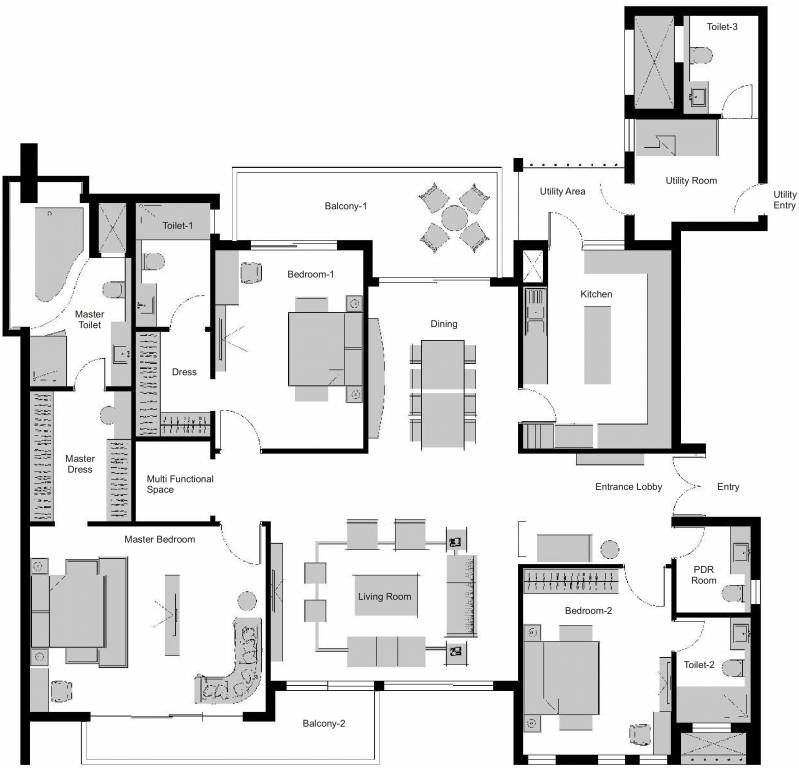 Toilet-3
Utility Room
Utility Area
Utility
Entry
Balcony-1
Toilet-1
Bedroom-1
Kitchen
Master
Toilet
Dining
Dress
Master
Dress
Multi Functional
Space
Entrance Lobby
Entry
Master Bedroom
PDR
Room
Living Room
Bedroom-2
Toilet-2
Balcony-2